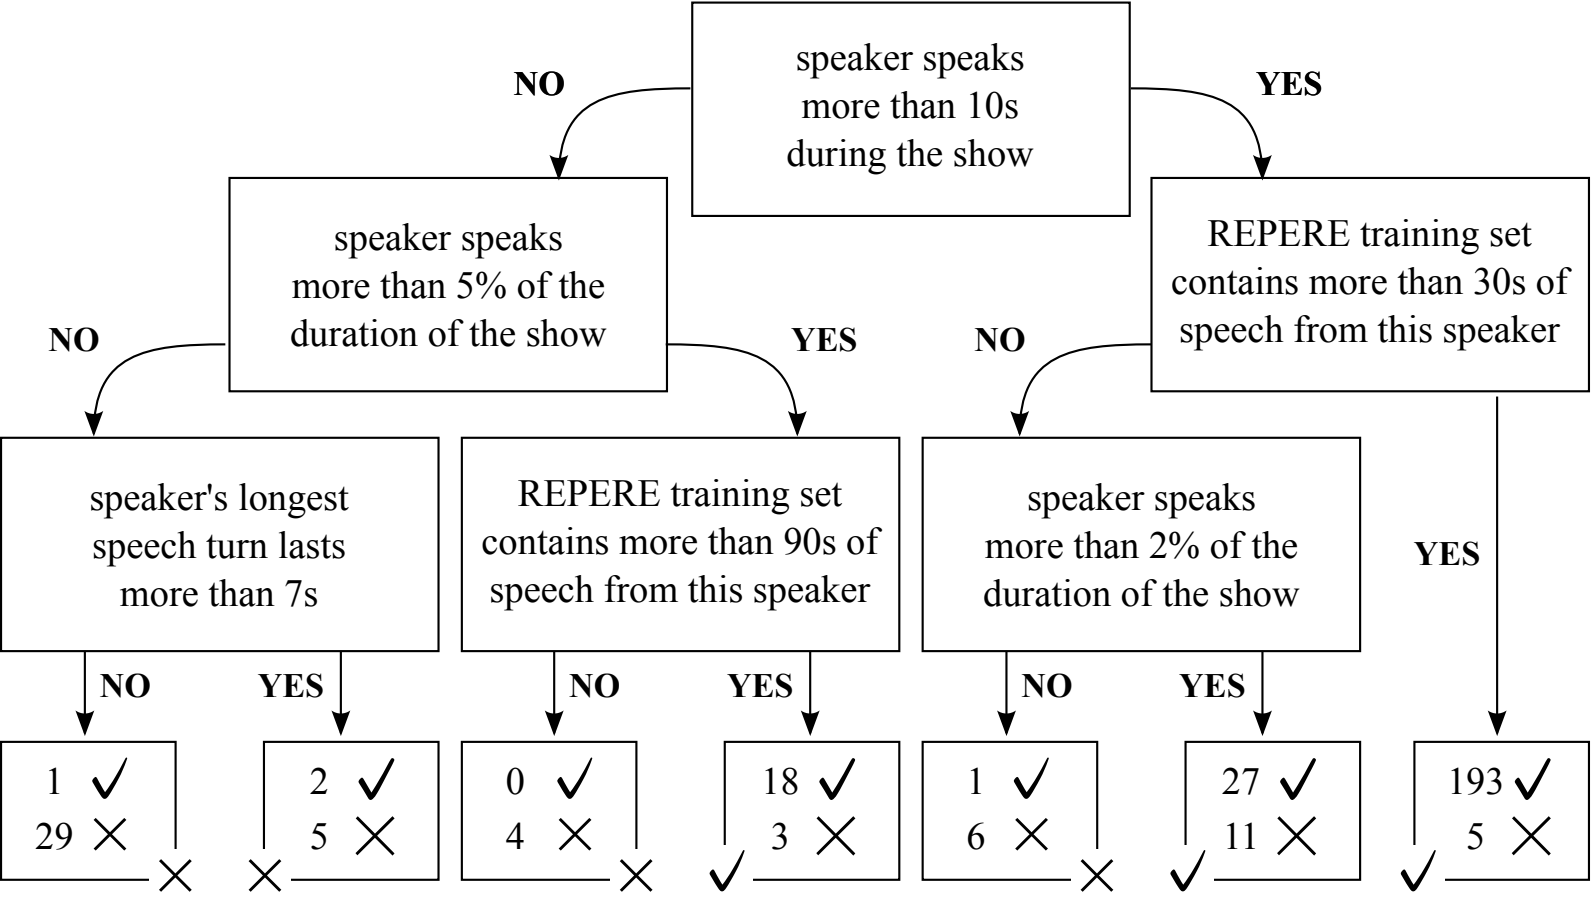 speaker speaks
more than 10s
during the show
NO
YES
speaker speaks
more than 5% of the
duration of the show
REPERE training set
contains more than 30s of
speech from this speaker
NO
YES
NO
YES
speaker's longest
speech turn lasts
more than 7s
REPERE training set
contains more than 90s of
speech from this speaker
speaker speaks
more than 2% of the
duration of the show
NO
YES
NO
YES
NO
YES
1 ✓
29 ✗
✗
2 ✓
5 ✗
✗
0 ✓
4 ✗
✗
18 ✓
3 ✗
✓
1 ✓
6 ✗
✗
27 ✓
11 ✗
✓
193 ✓
5 ✗
✓